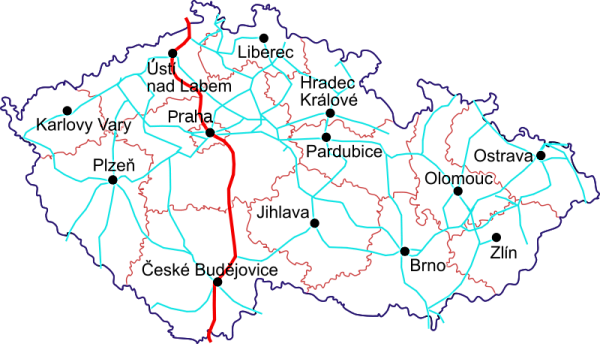 Liberec
Ústí
nad Labem
Hradec
Králové
Karlovy Vary
Praha
Pardubice
Ostrava
Plzeň
Olomouc
Jihlava
Zlín
České Budějovice
Brno